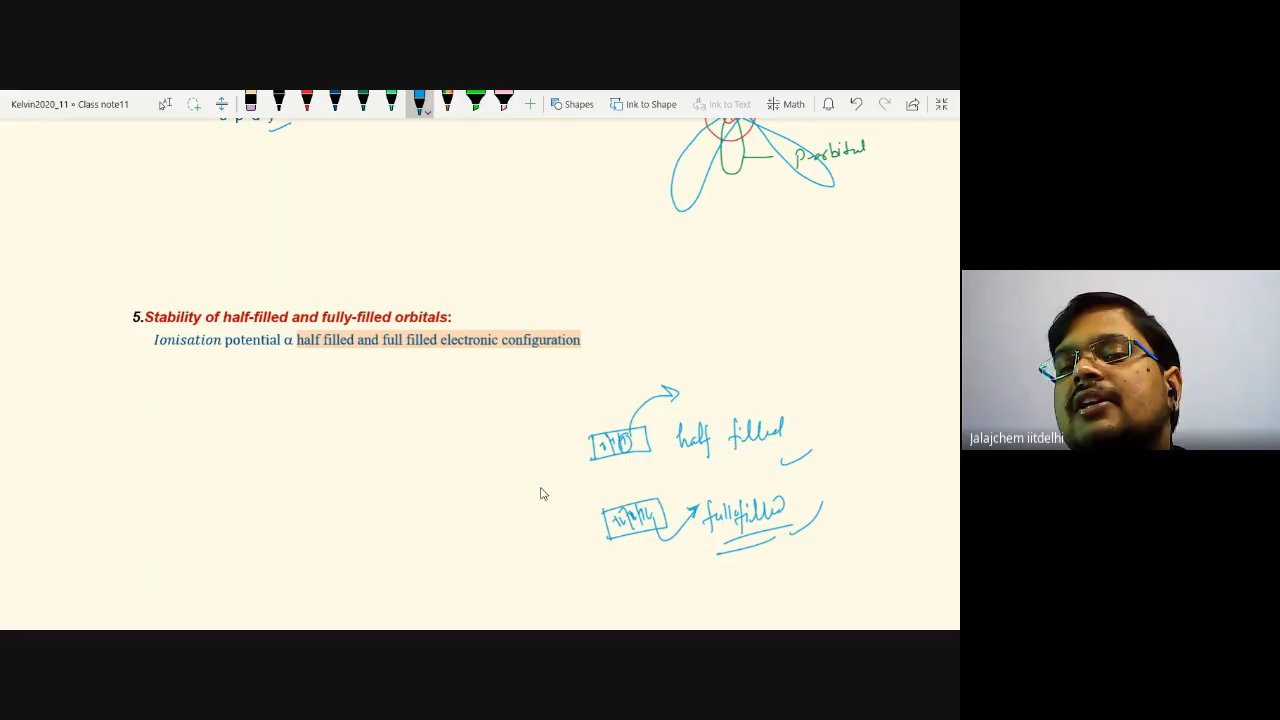 Kelvin2020_11 » Class note11
Shapes
Ink to Shape
Ink to Text
Math
s p d f
P-orbital
5.Stability of half-filled and fully-filled orbitals:
Ionisation potential α half filled and full filled electronic configuration
half filled
fullfilled
Jalajchem iitdelhi